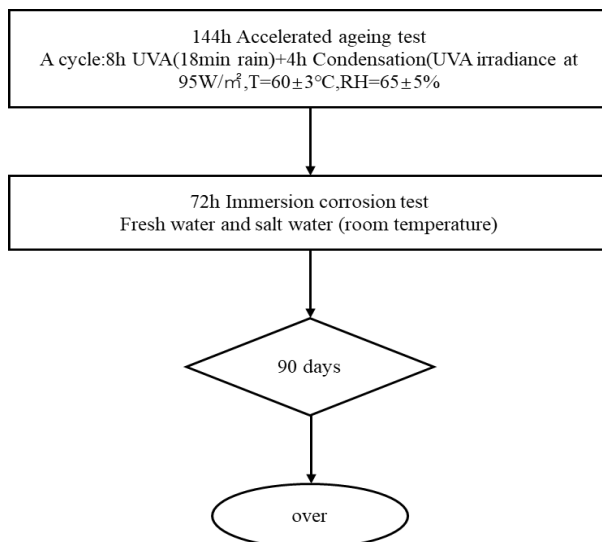 144h Accelerated ageing test
A cycle:8h UVA(18min rain)+4h Condensation(UVA irradiance at
95W/㎡,T=60±3°C,RH=65±5%
72h Immersion corrosion test
Fresh water and salt water (room temperature)
90 days
over